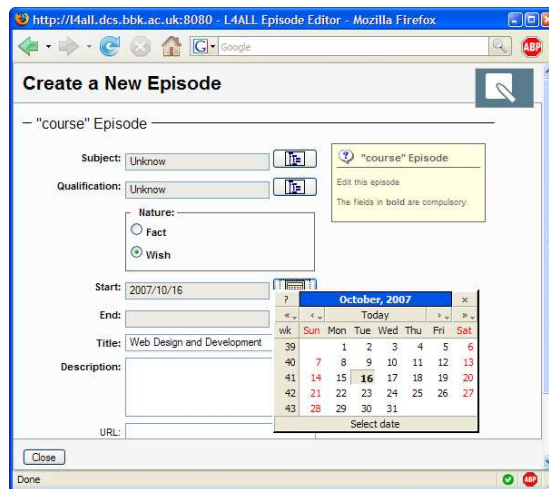 http://l4all.dcs.bbk.ac.uk:8080 - L4ALL Episode Editor - Mozilla Firefox
G Google ABP
Create a New Episode
"course" Episode
Subject: Unknow
Qualification: Unknow
"course" Episode
Edit this episode
The fields in bold are compulsory.
Nature:
Fact
Wish
Start: 2007/10/16
End:
Title: Web Design and Development
Description:
URL:
? October, 2007 ×
« ‹ Today › »
wk Sun Mon Tue Wed Thu Fri Sat
39 1 2 3 4 5 6
40 7 8 9 10 11 12 13
41 14 15 16 17 18 19 20
42 21 22 23 24 25 26 27
43 28 29 30 31
Select date
Close
Done ABP